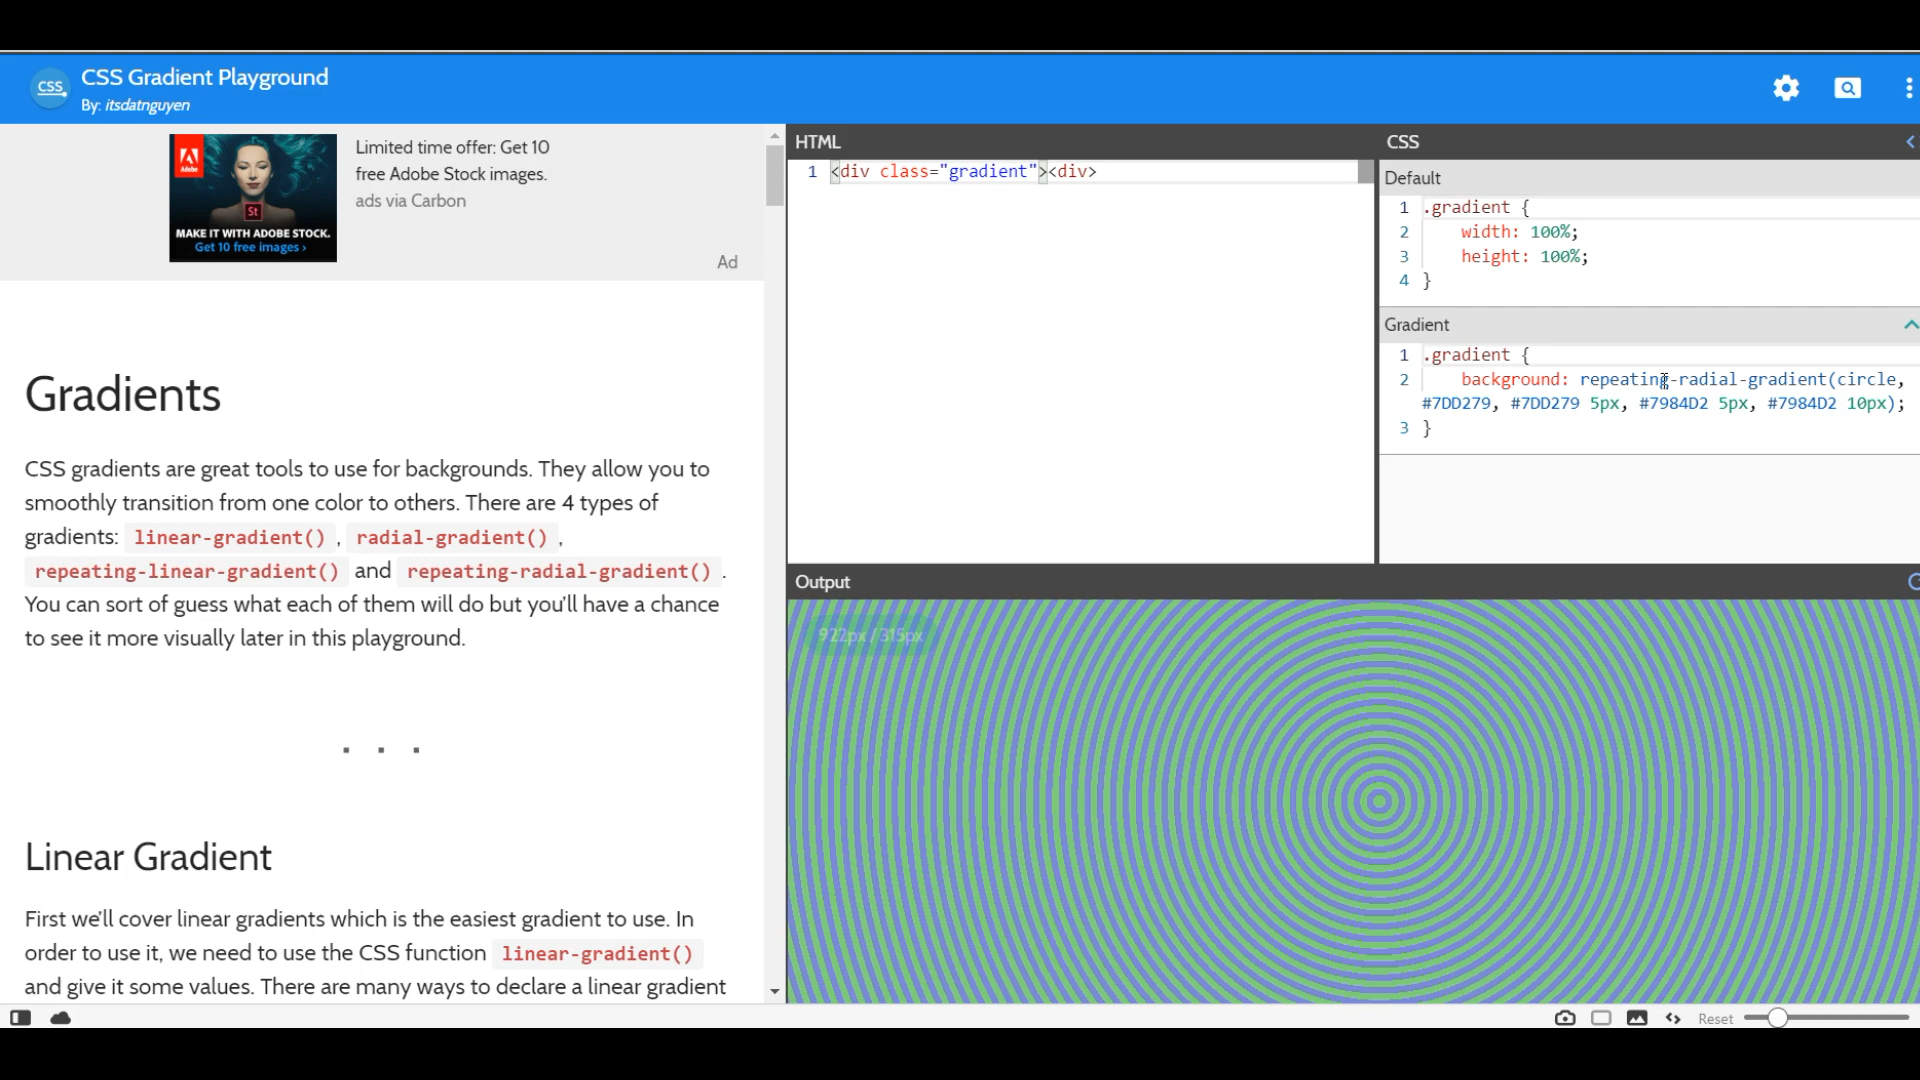 CSS Gradient Playground
By: itsdatnguyen
CSS
Adobe
St
MAKE IT WITH ADOBE STOCK.
Get 10 free images ›
Limited time offer: Get 10
free Adobe Stock images.
ads via Carbon
Ad
Gradients
CSS gradients are great tools to use for backgrounds. They allow you to
smoothly transition from one color to others. There are 4 types of
gradients: linear-gradient() , radial-gradient() ,
repeating-linear-gradient() and repeating-radial-gradient() .
You can sort of guess what each of them will do but you'll have a chance
to see it more visually later in this playground.
Linear Gradient
First we'll cover linear gradients which is the easiest gradient to use. In
order to use it, we need to use the CSS function linear-gradient()
and give it some values. There are many ways to declare a linear gradient
HTML
1 <div class="gradient"><div>
CSS
Default
1 .gradient {
2 width: 100%;
3 height: 100%;
4 }
Gradient
1 .gradient {
2 background: repeating-radial-gradient(circle,
#7DD279, #7DD279 5px, #7984D2 5px, #7984D2 10px);
3 }
Output
922px / 315px
Reset